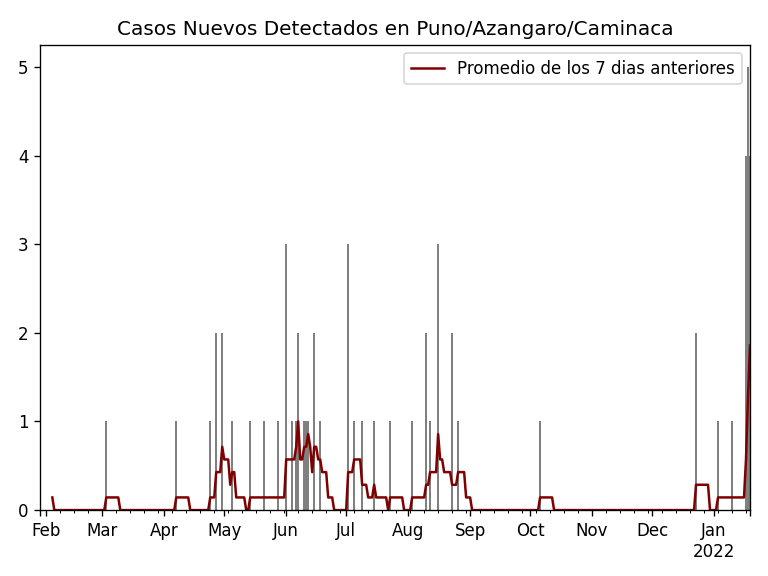 Casos Nuevos Detectados en Puno/Azangaro/Caminaca
Promedio de los 7 dias anteriores
5
4
3
2
1
0
Feb Mar Apr May Jun Jul Aug Sep Oct Nov Dec Jan
2022